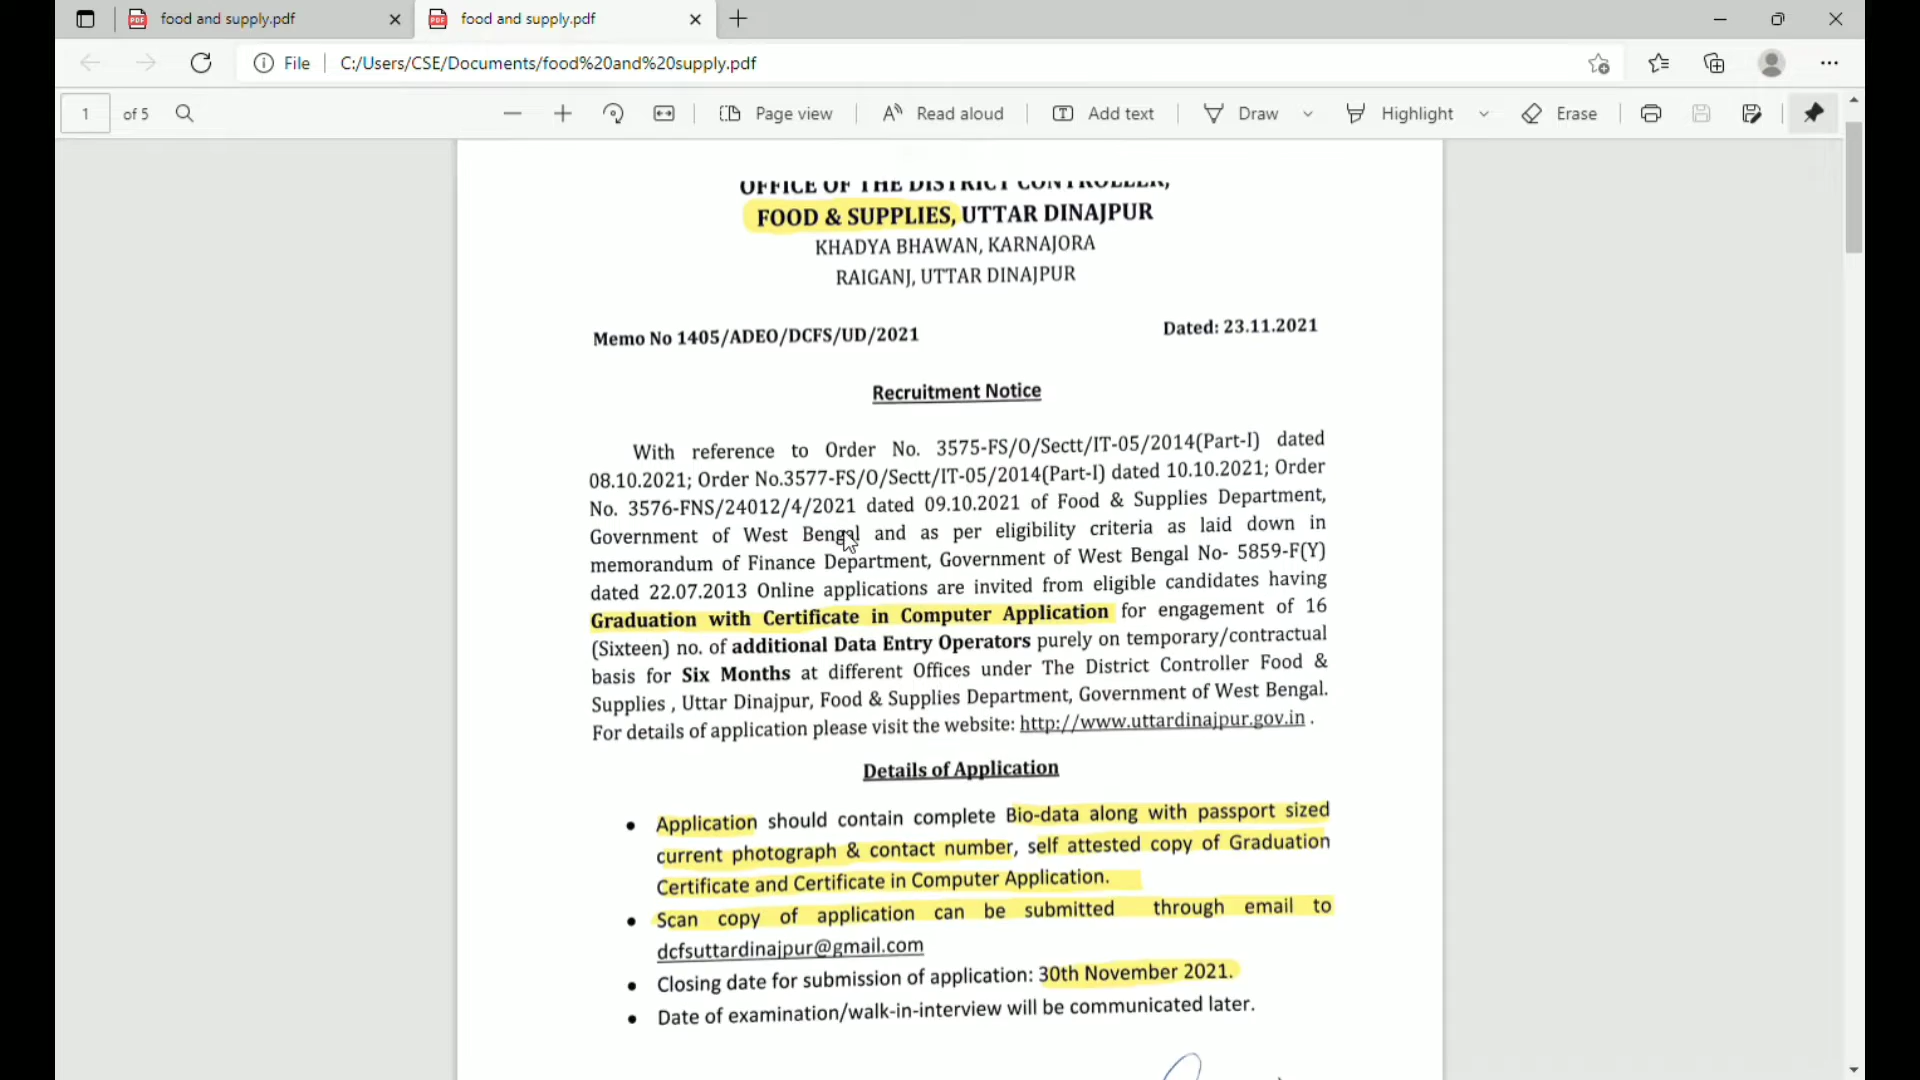 food and supply.pdf
food and supply.pdf
File
C:/Users/CSE/Documents/food%20and%20supply.pdf
1 of 5
Page view
Read aloud
Add text
Draw
Highlight
Erase
OFFICE OF THE DISTRICT CONTROLLER,
FOOD & SUPPLIES, UTTAR DINAJPUR
KHADYA BHAWAN, KARNAJORA
RAIGANJ, UTTAR DINAJPUR
Memo No 1405/ADEO/DCFS/UD/2021
Dated: 23.11.2021
Recruitment Notice
With reference to Order No. 3575-FS/O/Sectt/IT-05/2014(Part-I) dated
08.10.2021; Order No.3577-FS/O/Sectt/IT-05/2014(Part-I) dated 10.10.2021; Order
No. 3576-FNS/24012/4/2021 dated 09.10.2021 of Food & Supplies Department,
Government of West Bengal and as per eligibility criteria as laid down in
memorandum of Finance Department, Government of West Bengal No- 5859-F(Y)
dated 22.07.2013 Online applications are invited from eligible candidates having
Graduation with Certificate in Computer Application for engagement of 16
(Sixteen) no. of additional Data Entry Operators purely on temporary/contractual
basis for Six Months at different Offices under The District Controller Food &
Supplies , Uttar Dinajpur, Food & Supplies Department, Government of West Bengal.
For details of application please visit the website: http://www.uttardinajpur.gov.in .
Details of Application
• Application should contain complete Bio-data along with passport sized
current photograph & contact number, self attested copy of Graduation
Certificate and Certificate in Computer Application.
• Scan copy of application can be submitted through email to
dcfsuttardinajpur@gmail.com
• Closing date for submission of application: 30th November 2021.
• Date of examination/walk-in-interview will be communicated later.